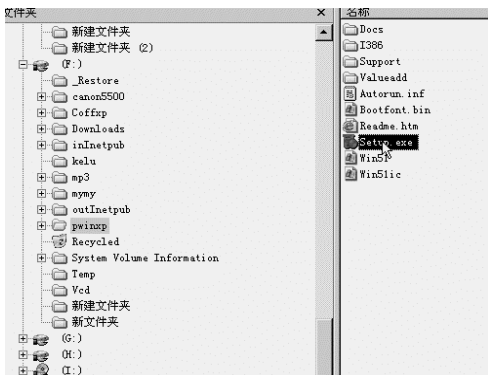 文件夹
新建文件夹
新建文件夹 (2)
(F:)
_Restore
canon5500
Coffxp
Downloads
inInetpub
kelu
mp3
mymy
outInetpub
pwinxp
Recycled
System Volume Information
Temp
Vcd
新建文件夹
新文件夹
(G:)
(H:)
(I:)
名称
Docs
I386
Support
Valueadd
Autorun.inf
Bootfont.bin
Readme.htm
Setup.exe
Win51
Win51ic